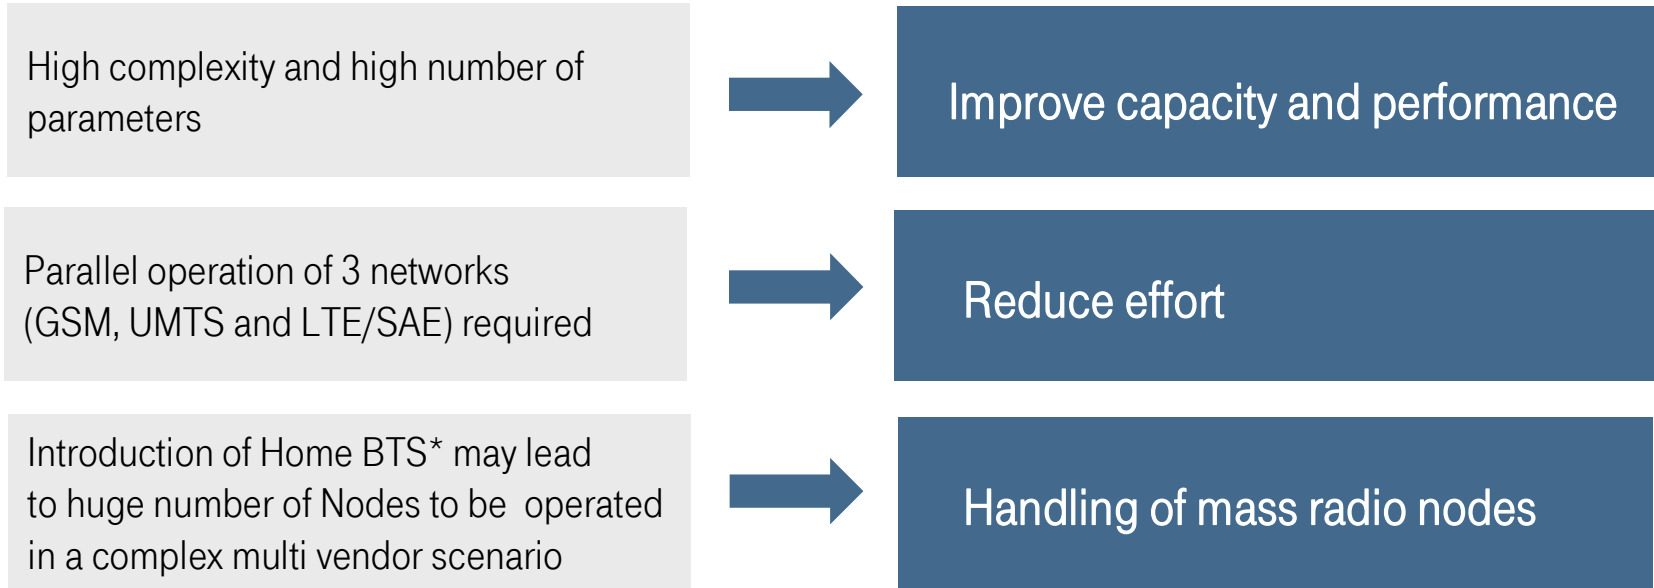 High complexity and high number of
parameters
Improve capacity and performance
Parallel operation of 3 networks
(GSM, UMTS and LTE/SAE) required
Reduce effort
Introduction of Home BTS* may lead
to huge number of Nodes to be operated
in a complex multi vendor scenario
Handling of mass radio nodes